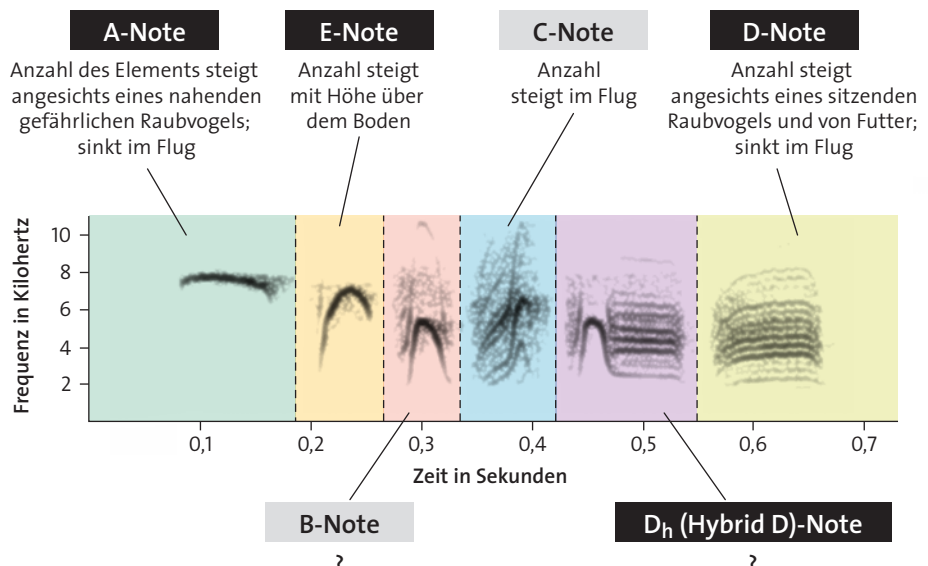 A-Note
Anzahl des Elements steigt
angesichts eines nahenden
gefährlichen Raubvogels;
sinkt im Flug
E-Note
Anzahl steigt
mit Höhe über
dem Boden
C-Note
Anzahl
steigt im Flug
D-Note
Anzahl steigt
angesichts eines sitzenden
Raubvogels und von Futter;
sinkt im Flug
Frequenz in Kilohertz
10
8
6
4
2
0,1
0,2
0,3
0,4
0,5
0,6
0,7
Zeit in Sekunden
B-Note
?
Dh (Hybrid D)-Note
?